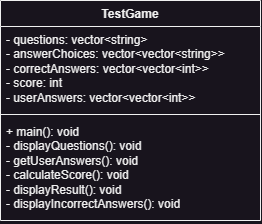 TestGame
- questions: vector<string>
- answerChoices: vector<vector<string>>
- correctAnswers: vector<vector<int>>
- score: int
- userAnswers: vector<vector<int>>
+ main(): void
- displayQuestions(): void
- getUserAnswers(): void
- calculateScore(): void
- displayResult(): void
- displayIncorrectAnswers(): void